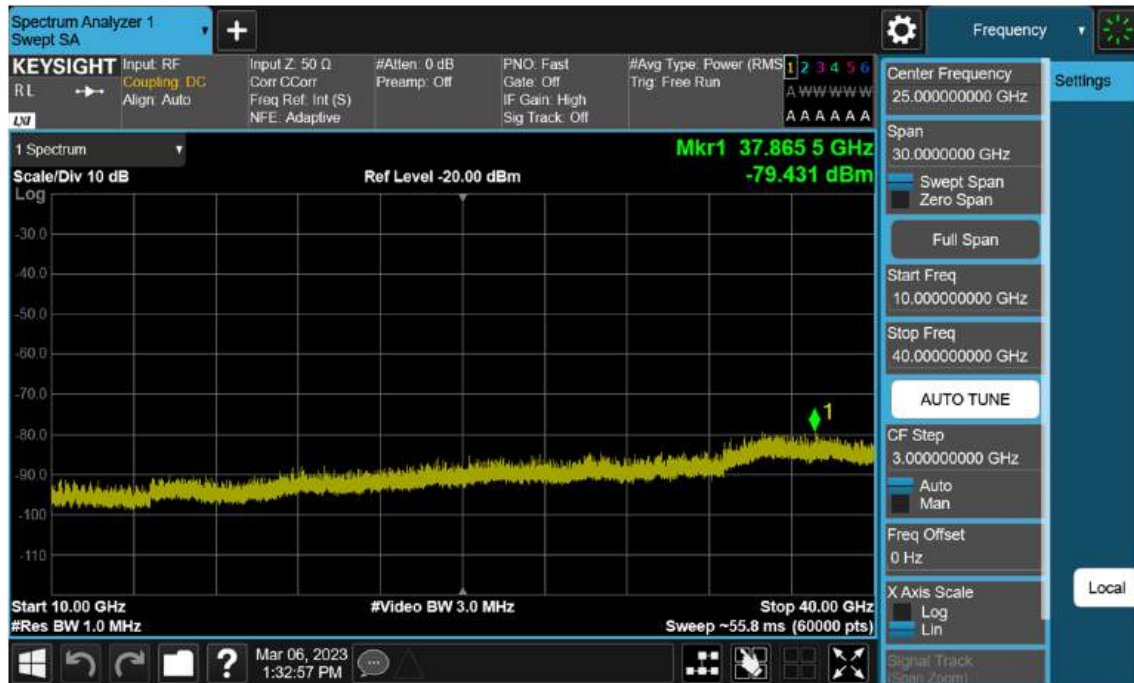 Spectrum Analyzer 1
Swept SA
+
Frequency
KEYSIGHT
RL
LXI
Input: RF
Coupling: DC
Align: Auto
Input Z: 50 Ω
Corr CCorr
Freq Ref: Int (S)
NFE: Adaptive
#Atten: 0 dB
Preamp: Off
PNO: Fast
Gate: Off
IF Gain: High
Sig Track: Off
#Avg Type: Power (RMS
Trig: Free Run
1 2 3 4 5 6
A W W W W W
A A A A A A
1 Spectrum
Mkr1 37.865 5 GHz
-79.431 dBm
Scale/Div 10 dB
Ref Level -20.00 dBm
Log
-30.0
-40.0
-50.0
-60.0
-70.0
-80.0
-90.0
-100
-110
1
Start 10.00 GHz
#Video BW 3.0 MHz
Stop 40.00 GHz
#Res BW 1.0 MHz
Sweep ~55.8 ms (60000 pts)
Center Frequency
25.000000000 GHz
Settings
Span
30.0000000 GHz
Swept Span
Zero Span
Full Span
Start Freq
10.000000000 GHz
Stop Freq
40.000000000 GHz
AUTO TUNE
CF Step
3.000000000 GHz
Auto
Man
Freq Offset
0 Hz
X Axis Scale
Log
Lin
Local
Signal Track
(Span Zoom)
?
Mar 06, 2023
1:32:57 PM